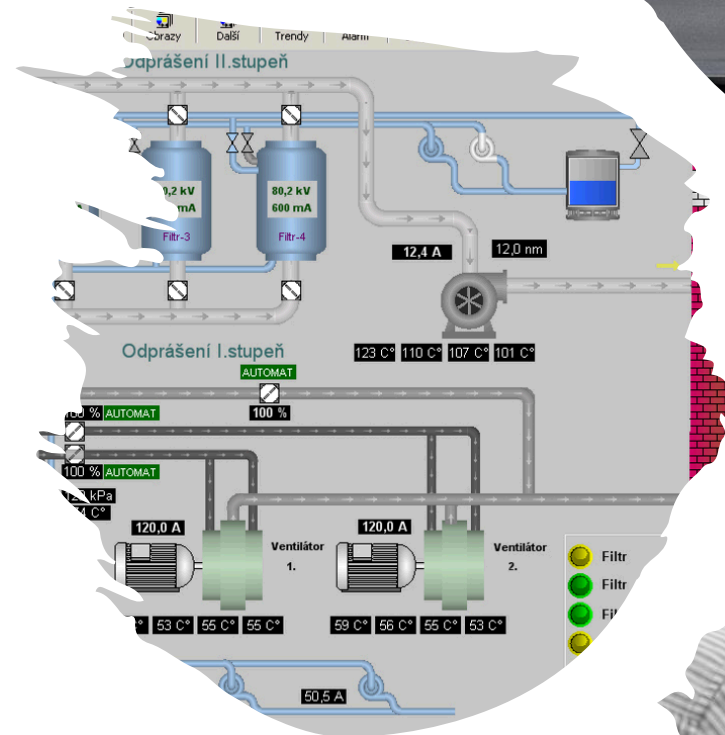 Obrazy Další Trendy Alarm
Odprášení II.stupeň
80,2 kV
600 mA
Filtr-3
Filtr-4
12,4 A
12,0 nm
123 C° 110 C° 107 C° 101 C°
Odprášení I.stupeň
AUTOMAT
100 %
100 % AUTOMAT
100 % AUTOMAT
kPa
C°
120,0 A
120,0 A
Ventilátor
1.
Ventilátor
2.
C° 53 C° 55 C° 55 C°
59 C° 56 C° 55 C° 53 C°
Filtr
Filtr
50,5 A